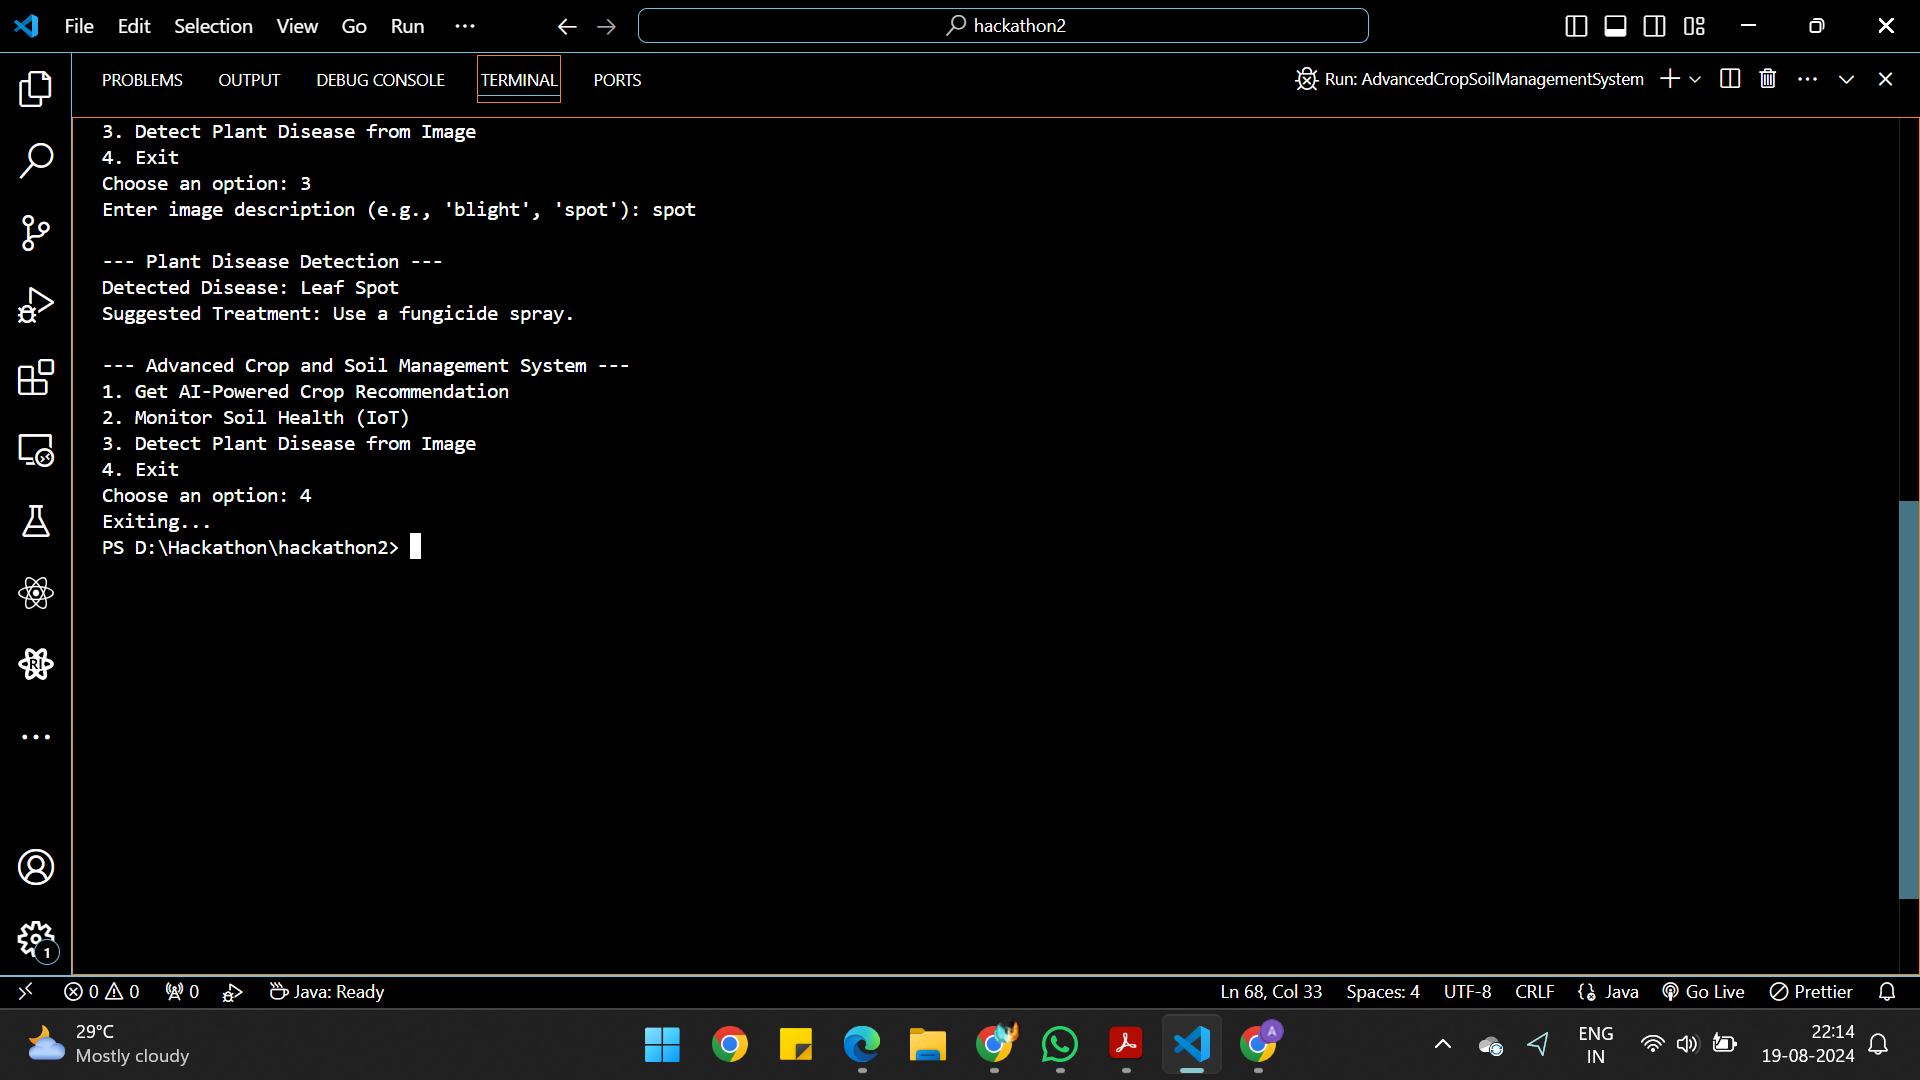 File Edit Selection View Go Run ··· hackathon2
PROBLEMS OUTPUT DEBUG CONSOLE TERMINAL PORTS Run: AdvancedCropSoilManagementSystem
3. Detect Plant Disease from Image
4. Exit
Choose an option: 3
Enter image description (e.g., 'blight', 'spot'): spot
--- Plant Disease Detection ---
Detected Disease: Leaf Spot
Suggested Treatment: Use a fungicide spray.
--- Advanced Crop and Soil Management System ---
1. Get AI-Powered Crop Recommendation
2. Monitor Soil Health (IoT)
3. Detect Plant Disease from Image
4. Exit
Choose an option: 4
Exiting...
PS D:\Hackathon\hackathon2>
RI
1
0 0 0 Java: Ready Ln 68, Col 33 Spaces: 4 UTF-8 CRLF Java Go Live Prettier
29°C
Mostly cloudy
A
ENG
IN
22:14
19-08-2024